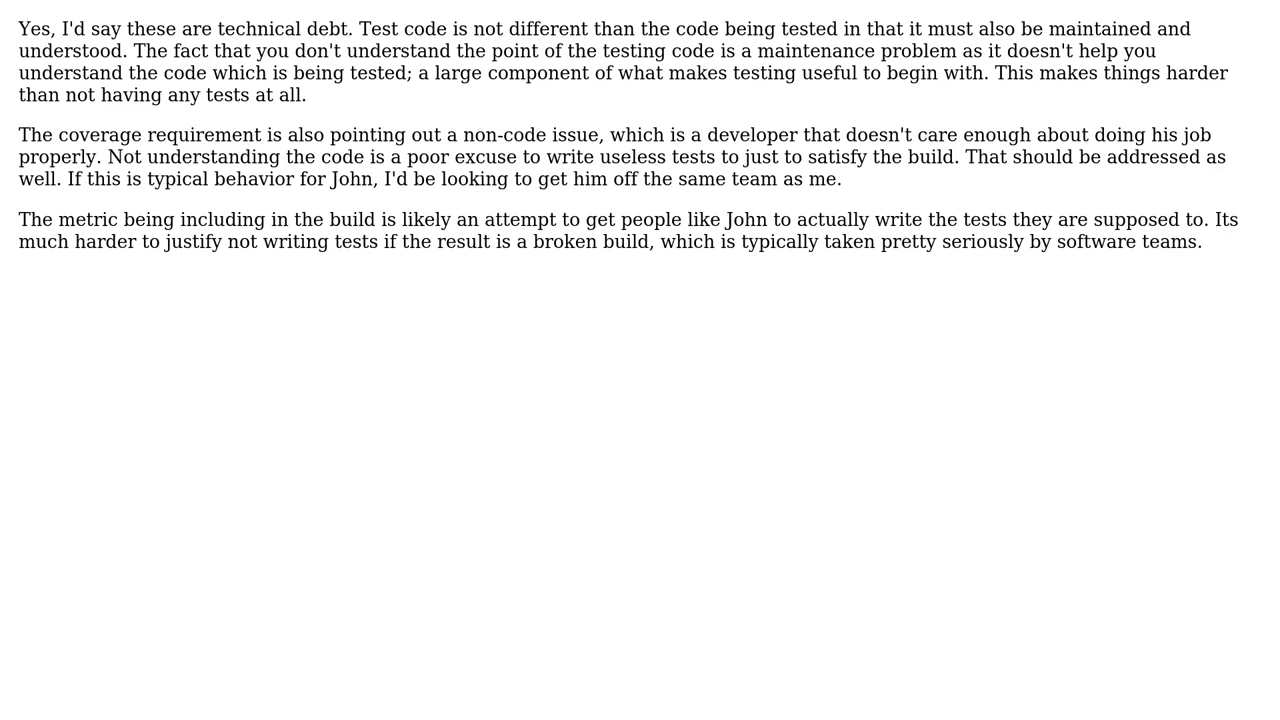 Yes, I'd say these are technical debt. Test code is not different than the code being tested in that it must also be maintained and
understood. The fact that you don't understand the point of the testing code is a maintenance problem as it doesn't help you
understand the code which is being tested; a large component of what makes testing useful to begin with. This makes things harder
than not having any tests at all.
The coverage requirement is also pointing out a non-code issue, which is a developer that doesn't care enough about doing his job
properly. Not understanding the code is a poor excuse to write useless tests to just to satisfy the build. That should be addressed as
well. If this is typical behavior for John, I'd be looking to get him off the same team as me.
The metric being including in the build is likely an attempt to get people like John to actually write the tests they are supposed to. Its
much harder to justify not writing tests if the result is a broken build, which is typically taken pretty seriously by software teams.